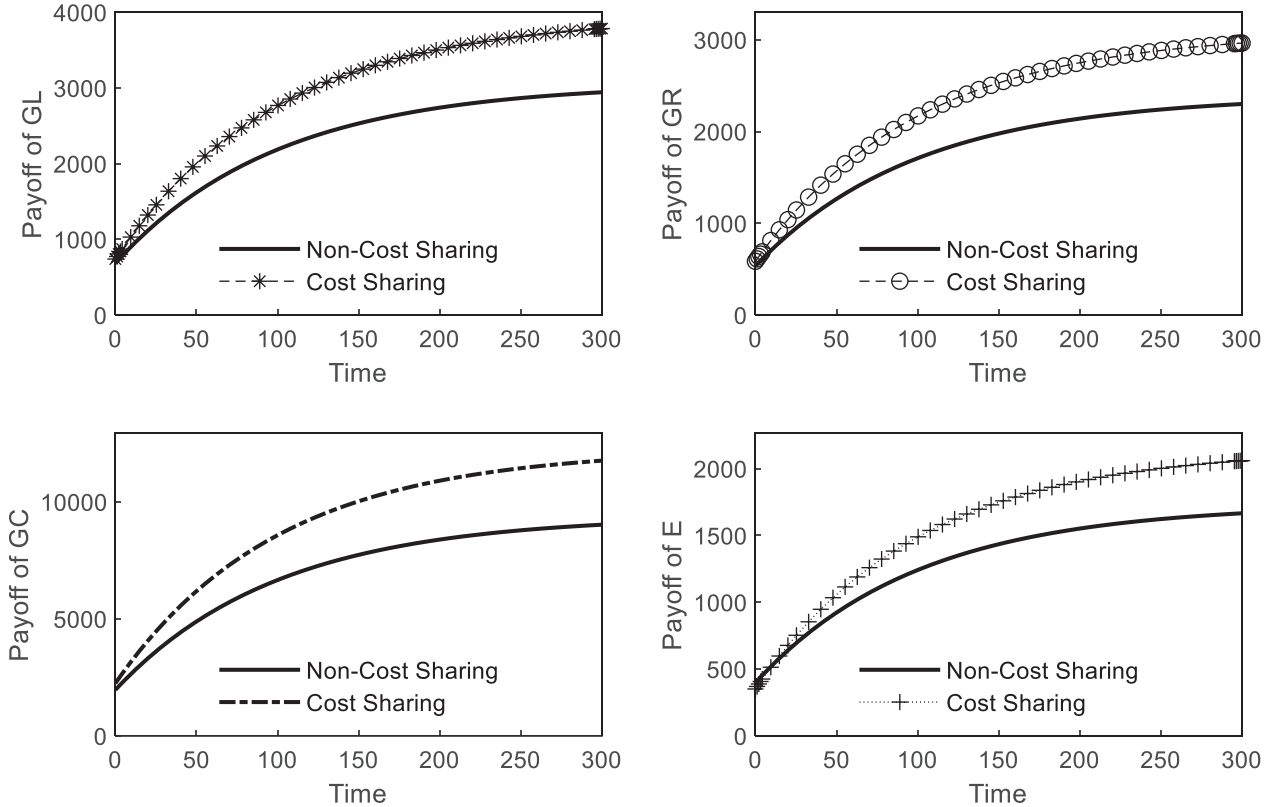 4000
3000
2000
1000
0
Payoff of GL
Non-Cost Sharing
Cost Sharing
0 50 100 150 200 250 300
Time
3000
2000
1000
0
Payoff of GR
Non-Cost Sharing
Cost Sharing
0 50 100 150 200 250 300
Time
10000
5000
0
Payoff of GC
Non-Cost Sharing
Cost Sharing
0 50 100 150 200 250 300
Time
2000
1500
1000
500
0
Payoff of E
Non-Cost Sharing
Cost Sharing
0 50 100 150 200 250 300
Time